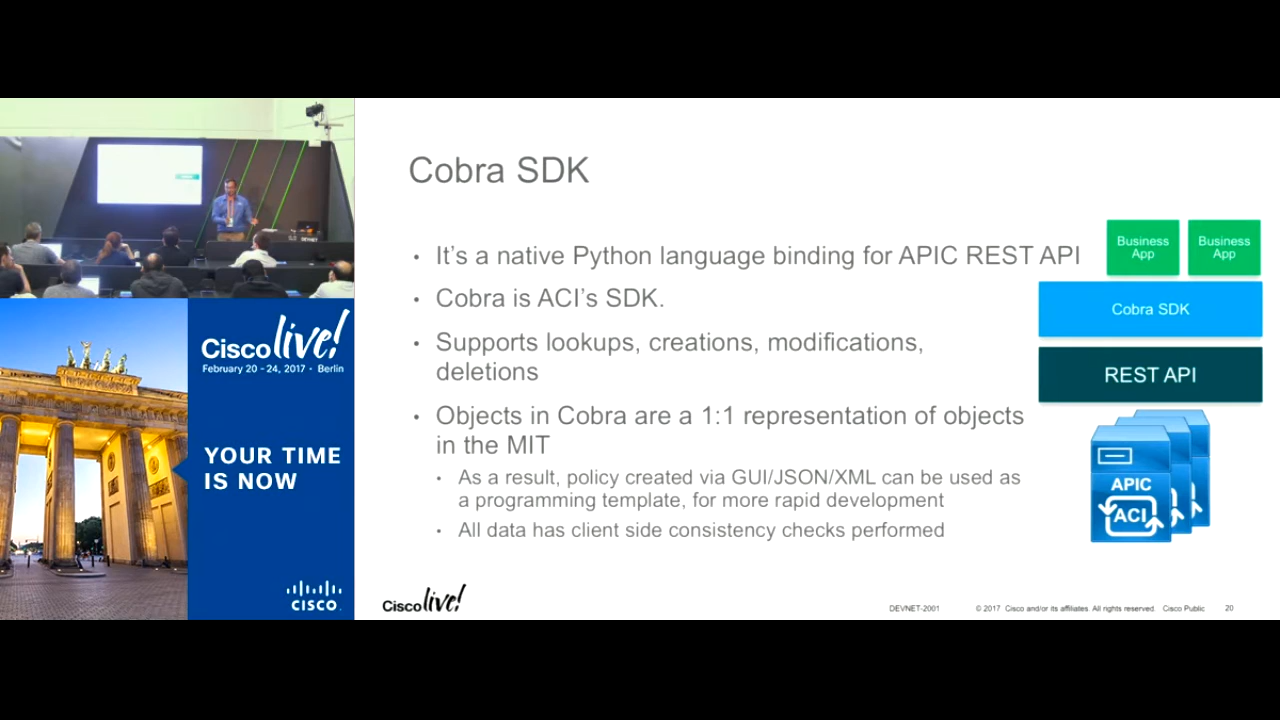 Cisco live!
February 20 - 24, 2017 • Berlin
YOUR TIME
IS NOW
CISCO
Cobra SDK
• It's a native Python language binding for APIC REST API
• Cobra is ACI's SDK.
• Supports lookups, creations, modifications,
deletions
• Objects in Cobra are a 1:1 representation of objects
in the MIT
• As a result, policy created via GUI/JSON/XML can be used as
a programming template, for more rapid development
• All data has client side consistency checks performed
Business
App
Business
App
Cobra SDK
REST API
APIC
ACI
Cisco live!
DEVNET-2001
© 2017 Cisco and/or its affiliates. All rights reserved. Cisco Public
20